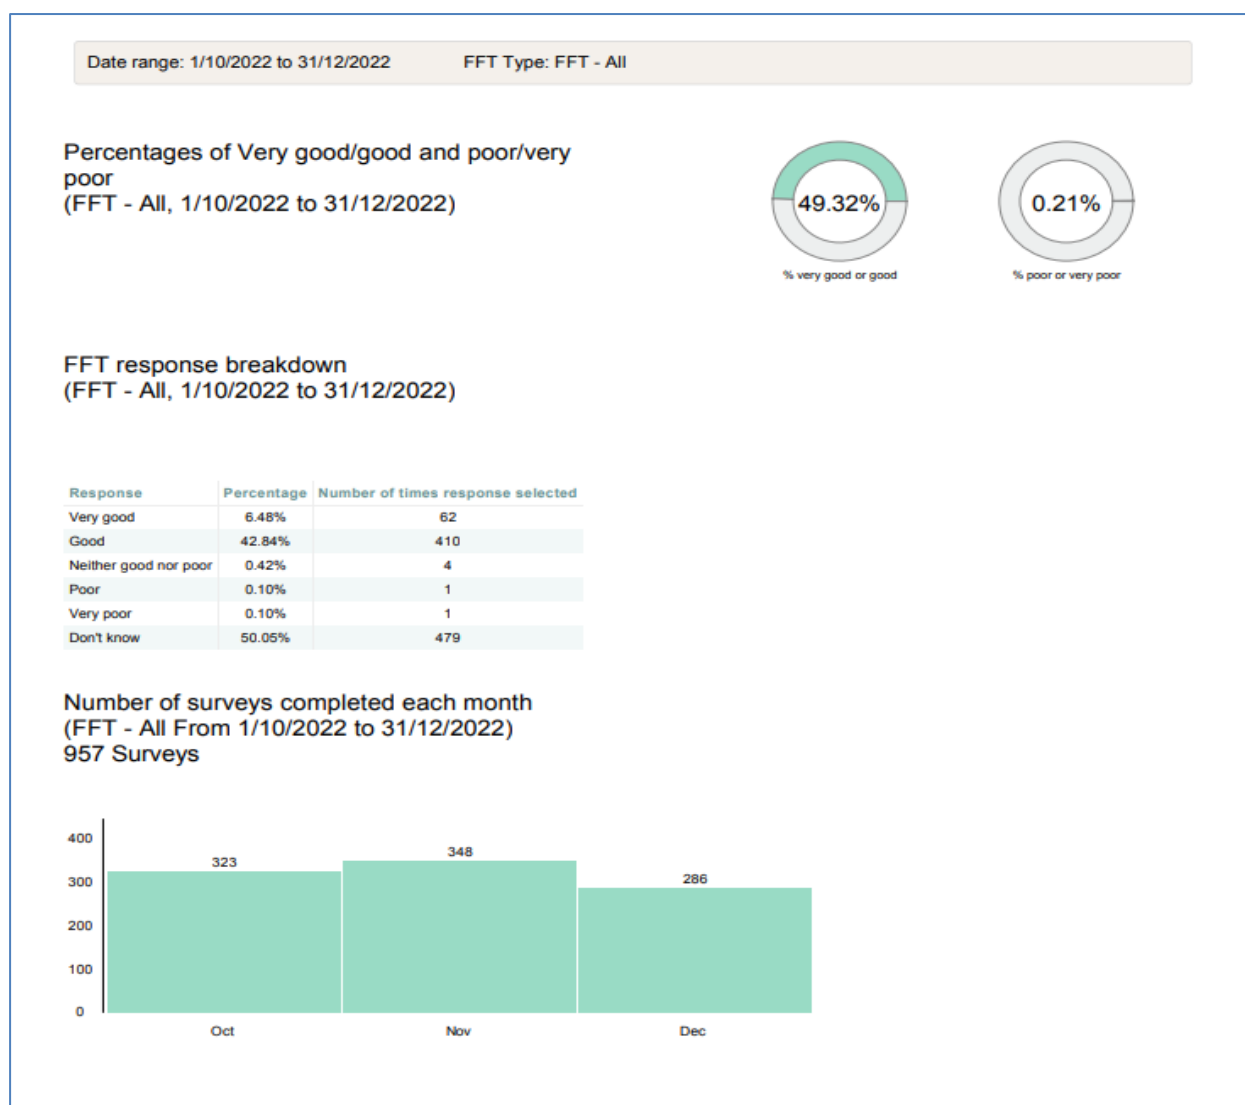 Date range: 1/10/2022 to 31/12/2022 FFT Type: FFT - All
Percentages of Very good/good and poor/very
poor
(FFT - All, 1/10/2022 to 31/12/2022)
49.32%
% very good or good
0.21%
% poor or very poor
FFT response breakdown
(FFT - All, 1/10/2022 to 31/12/2022)
Response Percentage Number of times response selected
Very good 6.48% 62
Good 42.84% 410
Neither good nor poor 0.42% 4
Poor 0.10% 1
Very poor 0.10% 1
Don't know 50.05% 479
Number of surveys completed each month
(FFT - All From 1/10/2022 to 31/12/2022)
957 Surveys
400
300
200
100
0
323
348
286
Oct Nov Dec